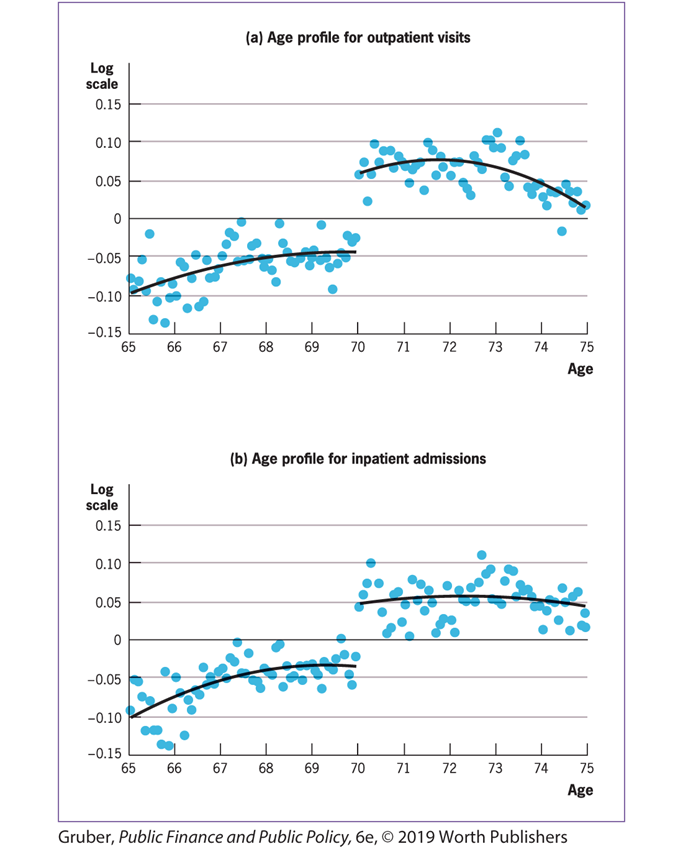 (a) Age profile for outpatient visits
Log
scale
0.15
0.10
0.05
0
−0.05
−0.10
−0.15
65 66 67 68 69 70 71 72 73 74 75
Age
(b) Age profile for inpatient admissions
Log
scale
0.15
0.10
0.05
0
−0.05
−0.10
−0.15
65 66 67 68 69 70 71 72 73 74 75
Age
Gruber, Public Finance and Public Policy, 6e, © 2019 Worth Publishers